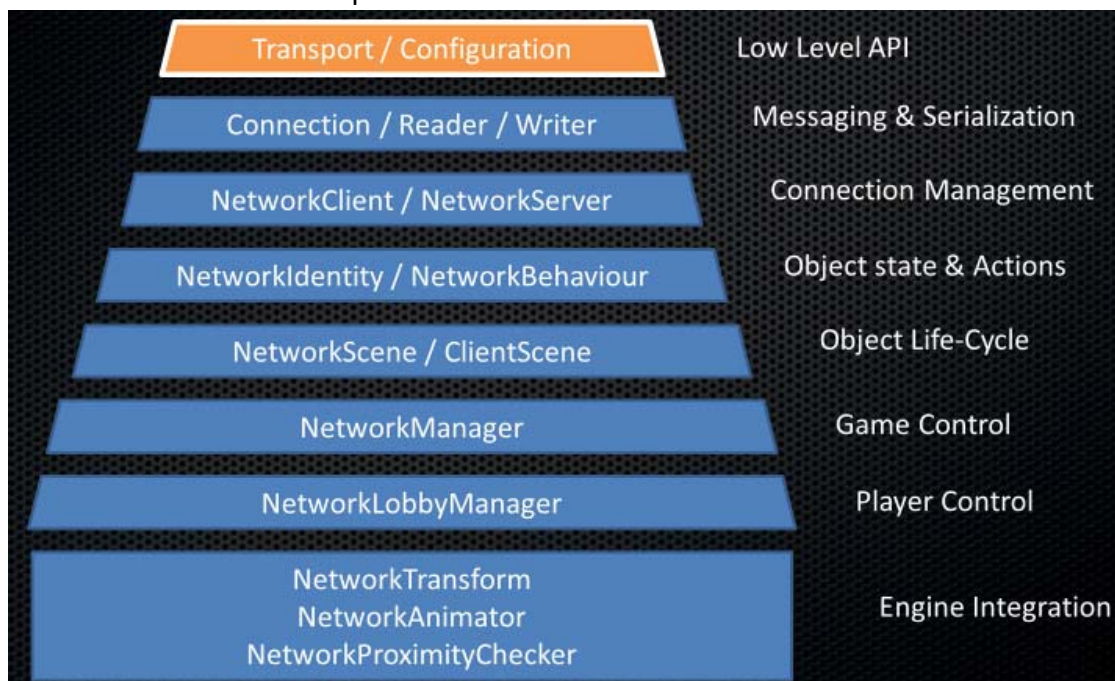 Transport / Configuration
Low Level API
Connection / Reader / Writer
Messaging & Serialization
NetworkClient / NetworkServer
Connection Management
NetworkIdentity / NetworkBehaviour
Object state & Actions
NetworkScene / ClientScene
Object Life-Cycle
NetworkManager
Game Control
NetworkLobbyManager
Player Control
NetworkTransform
NetworkAnimator
NetworkProximityChecker
Engine Integration